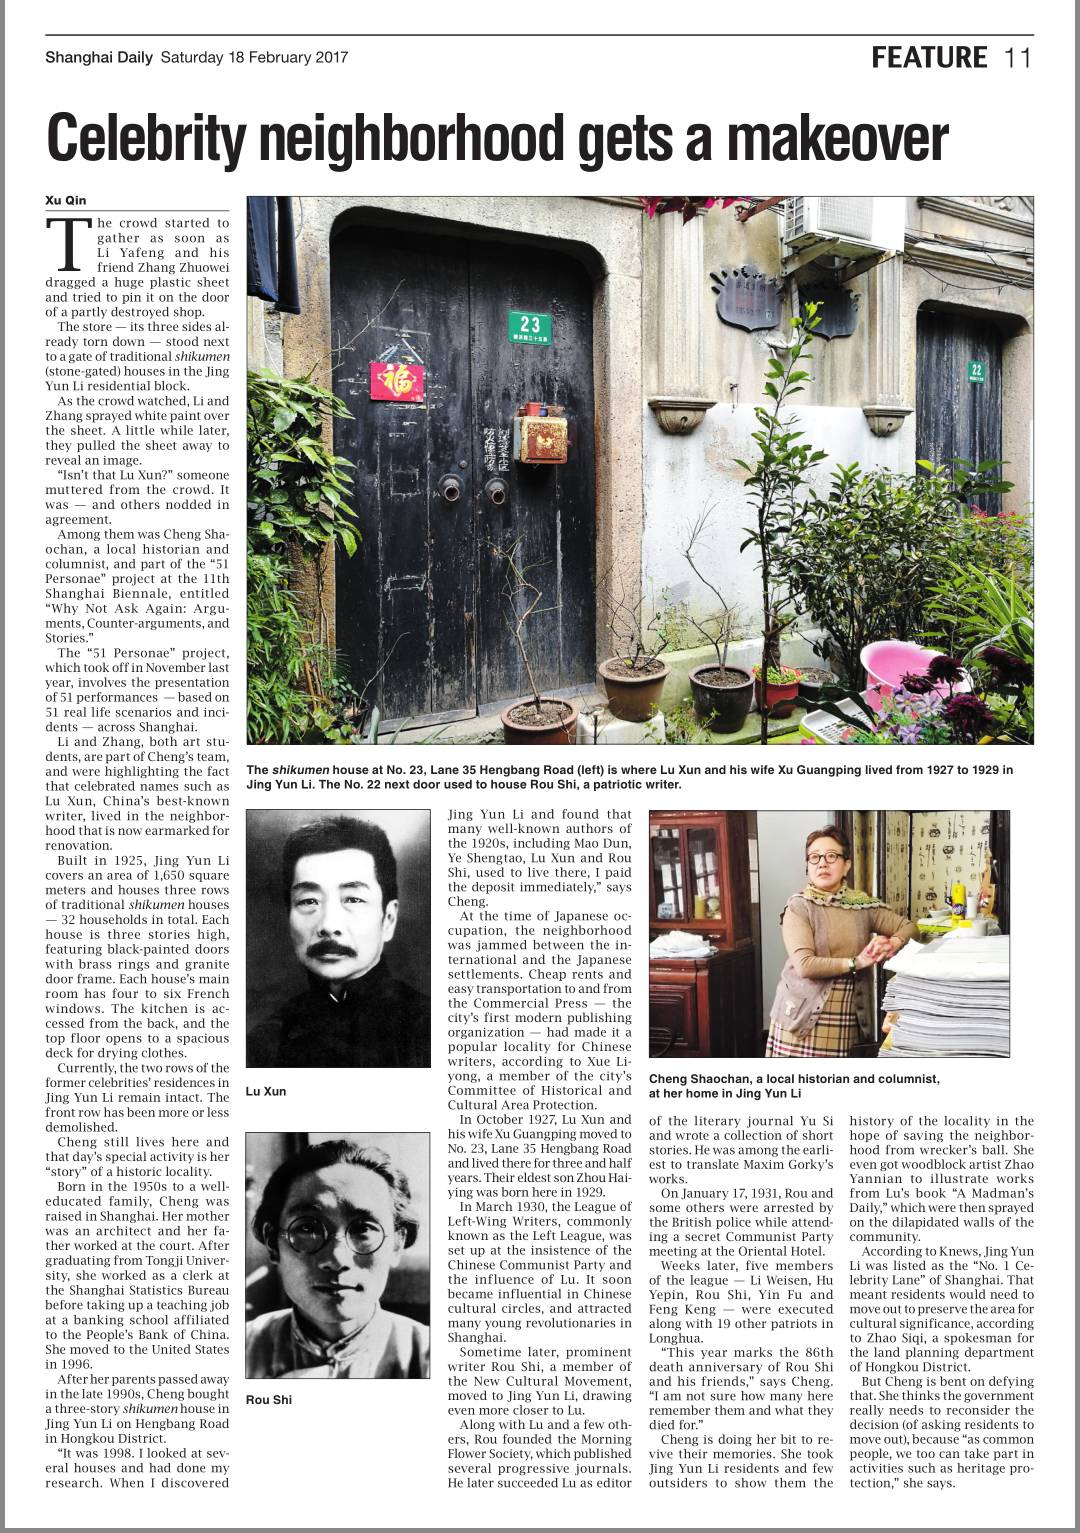 Shanghai Daily Saturday 18 February 2017
FEATURE 11
Celebrity neighborhood gets a makeover
Xu Qin
The crowd started to
gather as soon as
Li Yafeng and his
friend Zhang Zhuowei
dragged a huge plastic sheet
and tried to pin it on the door
of a partly destroyed shop.
The store — its three sides al-
ready torn down — stood next
to a gate of traditional shikumen
(stone-gated) houses in the Jing
Yun Li residential block.
As the crowd watched, Li and
Zhang sprayed white paint over
the sheet. A little while later,
they pulled the sheet away to
reveal an image.
“Isn’t that Lu Xun?” someone
muttered from the crowd. It
was — and others nodded in
agreement.
Among them was Cheng Sha-
ochan, a local historian and
columnist, and part of the “51
Personae” project at the 11th
Shanghai Biennale, entitled
“Why Not Ask Again: Argu-
ments, Counter-arguments, and
Stories.”
The “51 Personae” project,
which took off in November last
year, involves the presentation
of 51 performances — based on
51 real life scenarios and inci-
dents — across Shanghai.
Li and Zhang, both art stu-
dents, are part of Cheng’s team,
and were highlighting the fact
that celebrated names such as
Lu Xun, China’s best-known
writer, lived in the neighbor-
hood that is now earmarked for
renovation.
Built in 1925, Jing Yun Li
covers an area of 1,650 square
meters and houses three rows
of traditional shikumen houses
— 32 households in total. Each
house is three stories high,
featuring black-painted doors
with brass rings and granite
door frame. Each house’s main
room has four to six French
windows. The kitchen is ac-
cessed from the back, and the
top floor opens to a spacious
deck for drying clothes.
Currently, the two rows of the
former celebrities’ residences in
Jing Yun Li remain intact. The
front row has been more or less
demolished.
Cheng still lives here and
that day’s special activity is her
“story” of a historic locality.
Born in the 1950s to a well-
educated family, Cheng was
raised in Shanghai. Her mother
was an architect and her fa-
ther worked at the court. After
graduating from Tongji Univer-
sity, she worked as a clerk at
the Shanghai Statistics Bureau
before taking up a teaching job
at a banking school affiliated
to the People’s Bank of China.
She moved to the United States
in 1996.
After her parents passed away
in the late 1990s, Cheng bought
a three-story shikumen house in
Jing Yun Li on Hengbang Road
in Hongkou District.
“It was 1998. I looked at sev-
eral houses and had done my
research. When I discovered
23
福
22
The shikumen house at No. 23, Lane 35 Hengbang Road (left) is where Lu Xun and his wife Xu Guangping lived from 1927 to 1929 in
Jing Yun Li. The No. 22 next door used to house Rou Shi, a patriotic writer.
Lu Xun
Rou Shi
Jing Yun Li and found that
many well-known authors of
the 1920s, including Mao Dun,
Ye Shengtao, Lu Xun and Rou
Shi, used to live there, I paid
the deposit immediately,” says
Cheng.
At the time of Japanese oc-
cupation, the neighborhood
was jammed between the in-
ternational and the Japanese
settlements. Cheap rents and
easy transportation to and from
the Commercial Press — the
city’s first modern publishing
organization — had made it a
popular locality for Chinese
writers, according to Xue Li-
yong, a member of the city’s
Committee of Historical and
Cultural Area Protection.
In October 1927, Lu Xun and
his wife Xu Guangping moved to
No. 23, Lane 35 Hengbang Road
and lived there for three and half
years. Their eldest son Zhou Hai-
ying was born here in 1929.
In March 1930, the League of
Left-Wing Writers, commonly
known as the Left League, was
set up at the insistence of the
Chinese Communist Party and
the influence of Lu. It soon
became influential in Chinese
cultural circles, and attracted
many young revolutionaries in
Shanghai.
Sometime later, prominent
writer Rou Shi, a member of
the New Cultural Movement,
moved to Jing Yun Li, drawing
even more closer to Lu.
Along with Lu and a few oth-
ers, Rou founded the Morning
Flower Society, which published
several progressive journals.
He later succeeded Lu as editor
Cheng Shaochan, a local historian and columnist,
at her home in Jing Yun Li
of the literary journal Yu Si
and wrote a collection of short
stories. He was among the earli-
est to translate Maxim Gorky’s
works.
On January 17, 1931, Rou and
some others were arrested by
the British police while attend-
ing a secret Communist Party
meeting at the Oriental Hotel.
Weeks later, five members
of the league — Li Weisen, Hu
Yepin, Rou Shi, Yin Fu and
Feng Keng — were executed
along with 19 other patriots in
Longhua.
“This year marks the 86th
death anniversary of Rou Shi
and his friends,” says Cheng.
“I am not sure how many here
remember them and what they
died for.”
Cheng is doing her bit to re-
vive their memories. She took
Jing Yun Li residents and few
outsiders to show them the
history of the locality in the
hope of saving the neighbor-
hood from wrecker’s ball. She
even got woodblock artist Zhao
Yannian to illustrate works
from Lu’s book “A Madman’s
Daily,” which were then sprayed
on the dilapidated walls of the
community.
According to Knews, Jing Yun
Li was listed as the “No. 1 Ce-
lebrity Lane” of Shanghai. That
meant residents would need to
move out to preserve the area for
cultural significance, according
to Zhao Siqi, a spokesman for
the land planning department
of Hongkou District.
But Cheng is bent on defying
that. She thinks the government
really needs to reconsider the
decision (of asking residents to
move out), because “as common
people, we too can take part in
activities such as heritage pro-
tection,” she says.